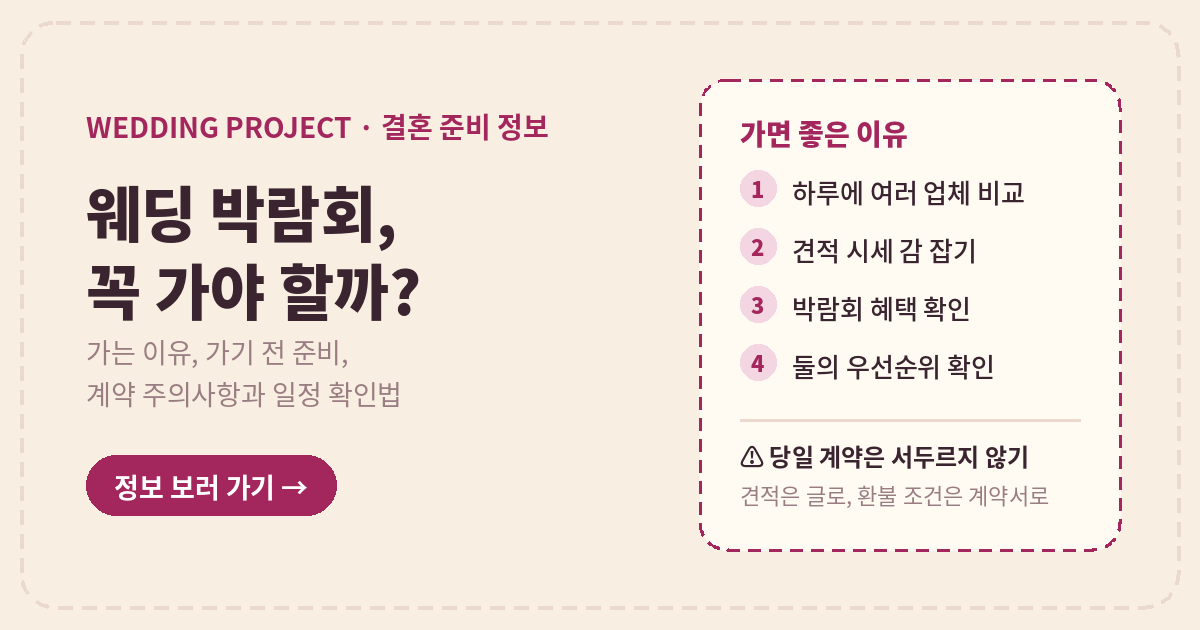 WEDDING PROJECT · 결혼 준비 정보
웨딩 박람회,
꼭 가야 할까?
가는 이유, 가기 전 준비,
계약 주의사항과 일정 확인법
정보 보러 가기 →
가면 좋은 이유
1 하루에 여러 업체 비교
2 견적 시세 감 잡기
3 박람회 혜택 확인
4 둘의 우선순위 확인
⚠ 당일 계약은 서두르지 않기
견적은 글로, 환불 조건은 계약서로